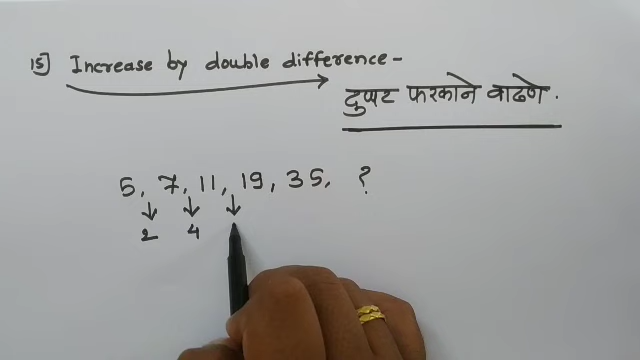 15] Increase by double difference -
दुप्पट फरकाने वाढणे.
5, 7, 11, 19, 35, ?
2 4